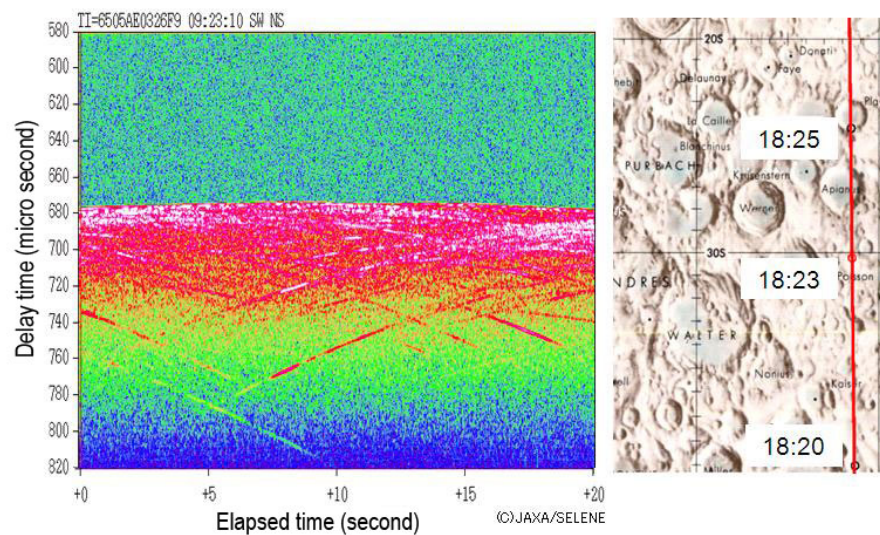 TI=6505AE0326F9 09:23:10 SW NS
580
600
620
640
660
680
700
720
740
760
780
800
820
Delay time (micro second)
+0
+5
+10
+15
+20
Elapsed time (second)
(C)JAXA/SELENE
20S
Donati
Faye
Delaunay
La Caille
18:25
Blanchinus
PURBACH
Krusenstern
Apianus
Werner
30S
Poisson
18:23
WALTER
Nonius
Kaiser
18:20